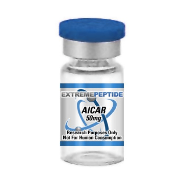 EXTREMEPEPTIDE
AICAR
50mg
Research Purposes Only
Not For Human Consumption